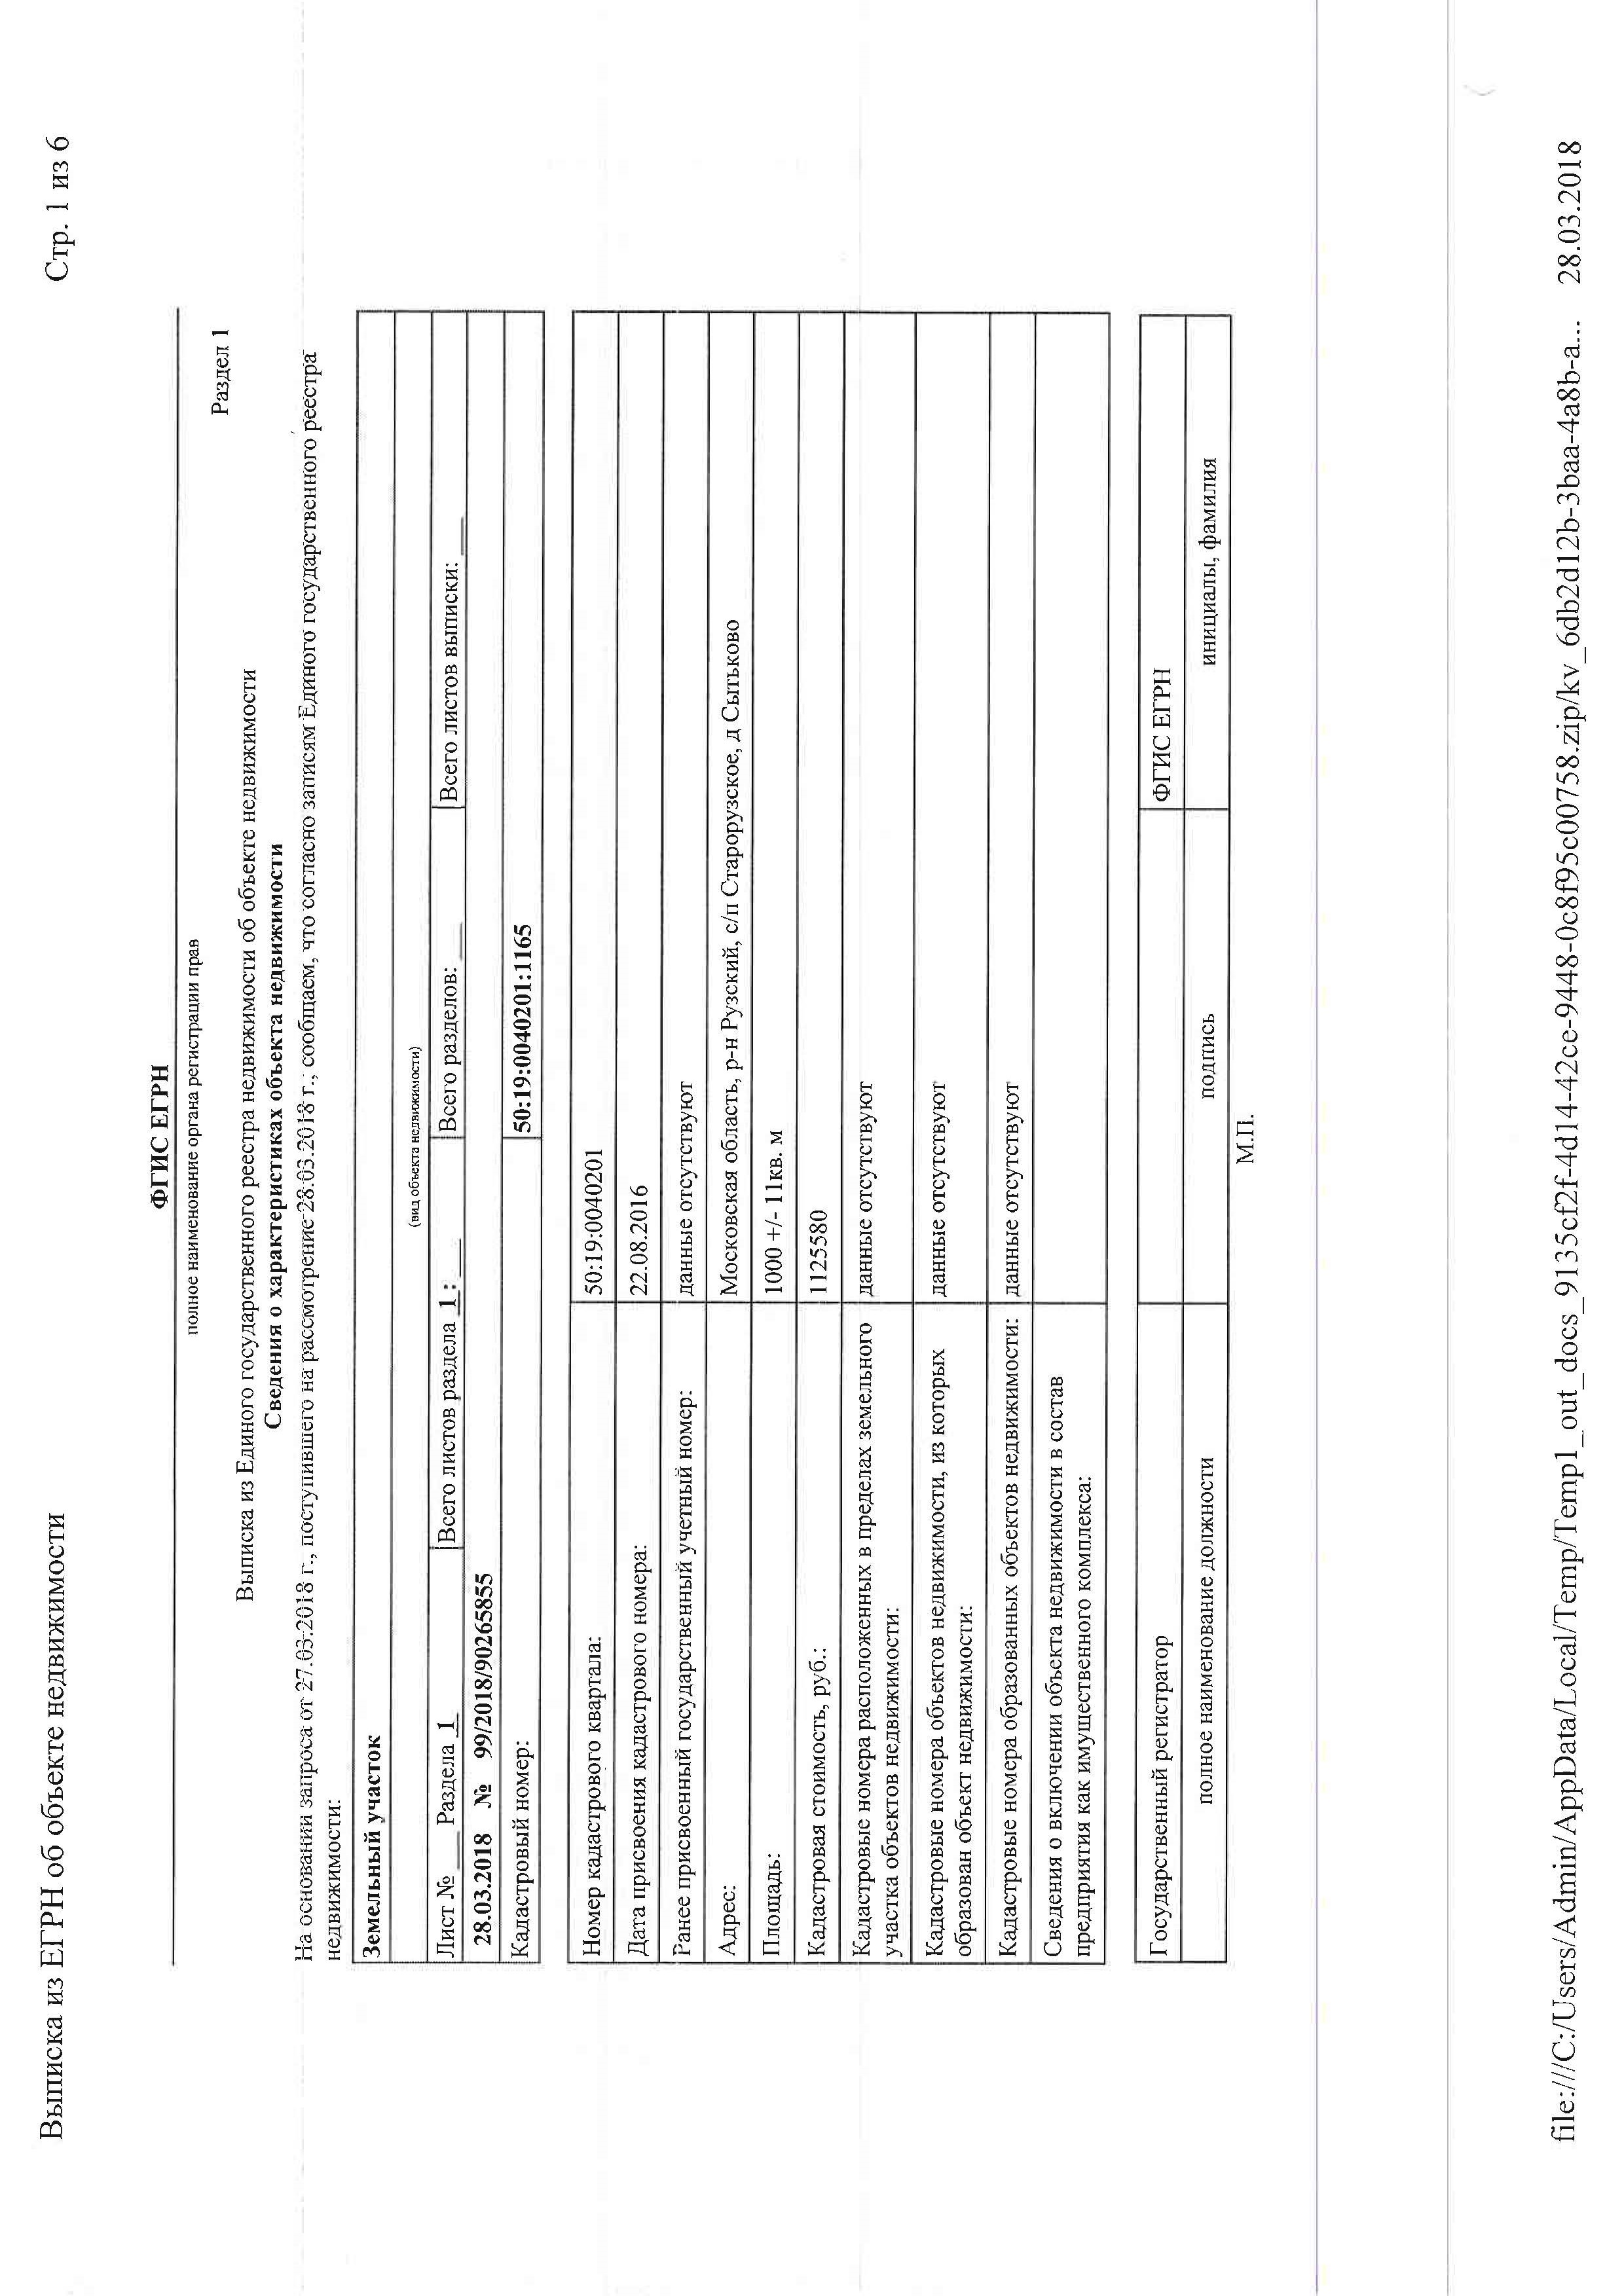 Выписка из ЕГРН об объекте недвижимости
Стр. 1 из 6
ФГИС ЕГРН
полное наименование органа регистрации прав
Раздел 1
Выписка из Единого государственного реестра недвижимости об объекте недвижимости
Сведения о характеристиках объекта недвижимости
На основании запроса от 27.03.2018 г., поступившего на рассмотрение 28.03.2018 г., сообщаем, что согласно записям Единого государственного реестра
недвижимости:
Земельный участок
(вид объекта недвижимости)
Лист № ___ Раздела 1
Всего листов раздела 1 : ___
Всего разделов: ___
Всего листов выписки: ___
28.03.2018 № 99/2018/90265855
Кадастровый номер:
50:19:0040201:1165
Номер кадастрового квартала:
50:19:0040201
Дата присвоения кадастрового номера:
22.08.2016
Ранее присвоенный государственный учетный номер:
данные отсутствуют
Адрес:
Московская область, р-н Рузский, с/п Старорузское, д Сытьково
Площадь:
1000 +/- 11кв. м
Кадастровая стоимость, руб.:
1125580
Кадастровые номера расположенных в пределах земельного
участка объектов недвижимости:
данные отсутствуют
Кадастровые номера объектов недвижимости, из которых
образован объект недвижимости:
данные отсутствуют
Кадастровые номера образованных объектов недвижимости:
данные отсутствуют
Сведения о включении объекта недвижимости в состав
предприятия как имущественного комплекса:
Государственный регистратор
ФГИС ЕГРН
полное наименование должности
подпись
инициалы, фамилия
М.П.
file:///C:/Users/Admin/AppData/Local/Temp/Temp1_out_docs_9135cf2f-4d14-42ce-9448-0c8f95c00758.zip/kv_6db2d12b-3baa-4a8b-a...
28.03.2018